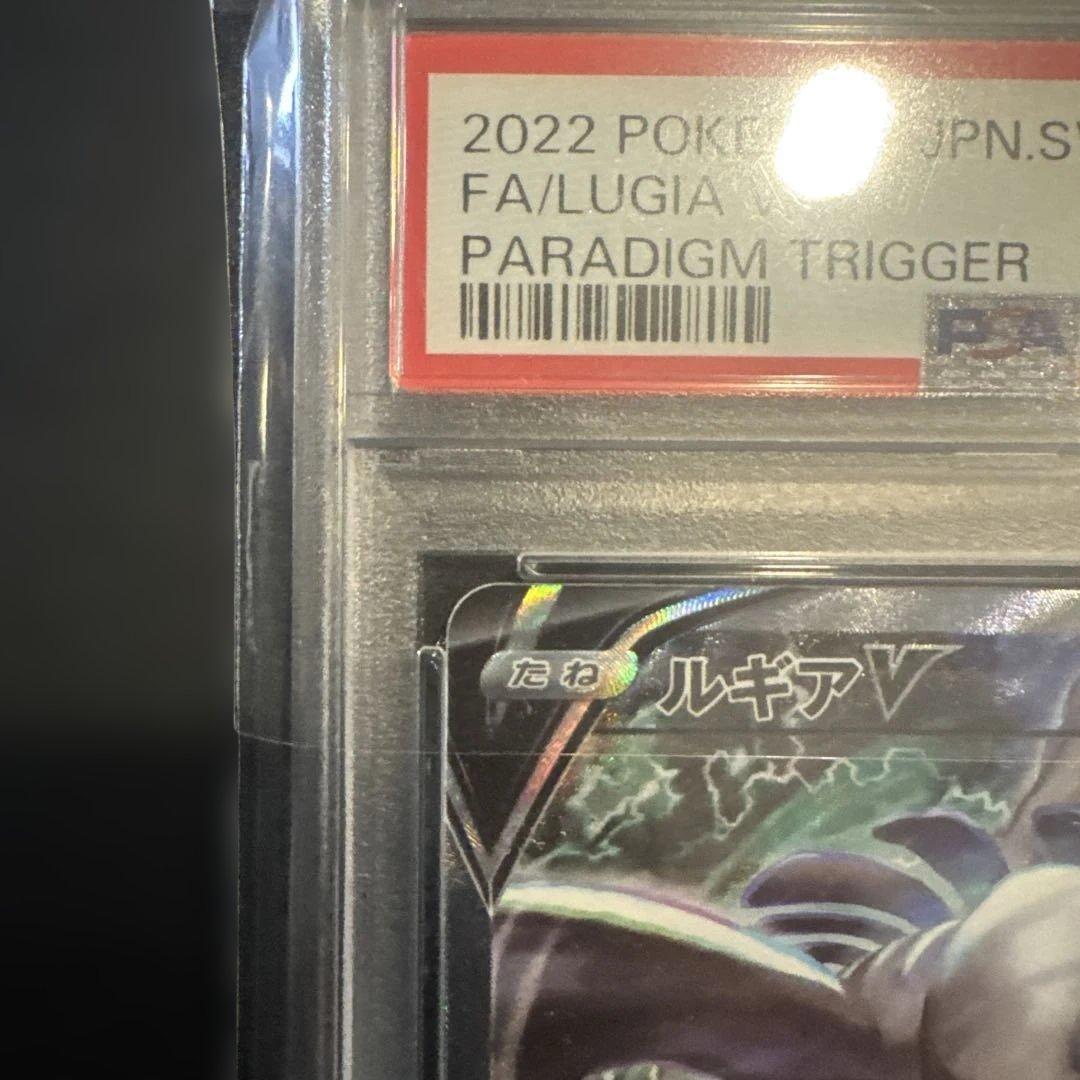 2022 POKE JPN.S
FA/LUGIA V
PARADIGM TRIGGER
PSA
たね ルギアV